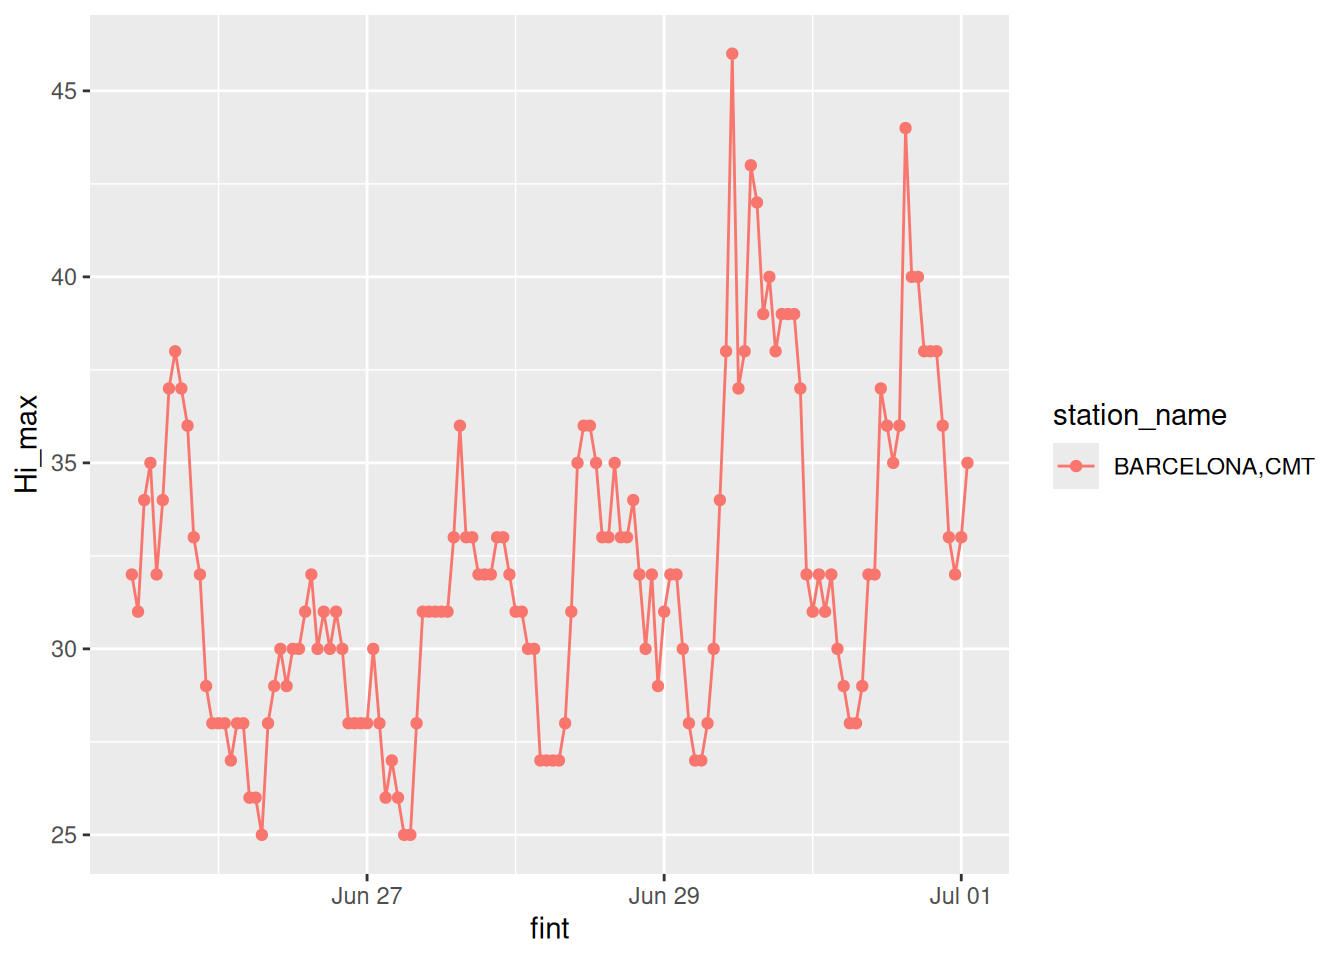 45
40
35
30
25
Hi_max
Jun 27
Jun 29
Jul 01
fint
station_name
BARCELONA,CMT